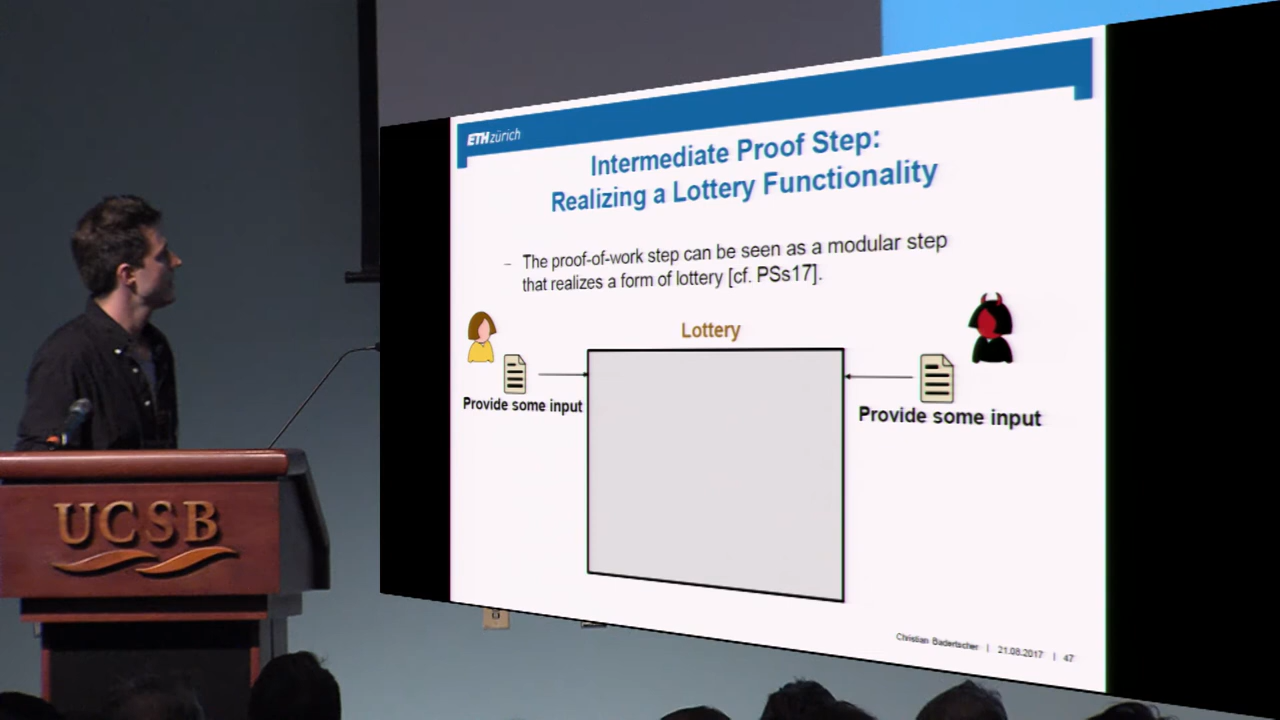 ETH zürich
Intermediate Proof Step:
Realizing a Lottery Functionality
– The proof-of-work step can be seen as a modular step
that realizes a form of lottery [cf. PSs17].
Lottery
Provide some input
Provide some input
Christian Badertscher | 21.08.2017 | 47
UCSB